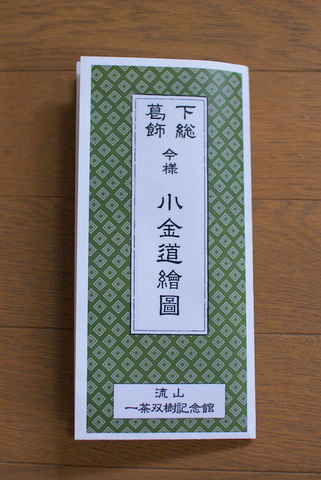 下総
葛飾
今様
小金道繪圖
流山
一茶双樹記念館